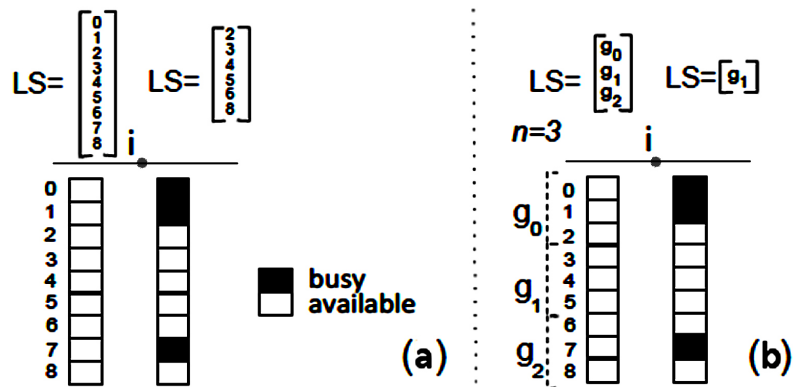 LS= [0 1 2 3 4 5 6 7 8] LS= [2 3 4 5 6 8]
i
0
1
2
3
4
5
6
7
8
busy
available
(a)
LS= [g0 g1 g2] LS= [g1]
n=3
i
g0
g1
g2
0
1
2
3
4
5
6
7
8
(b)